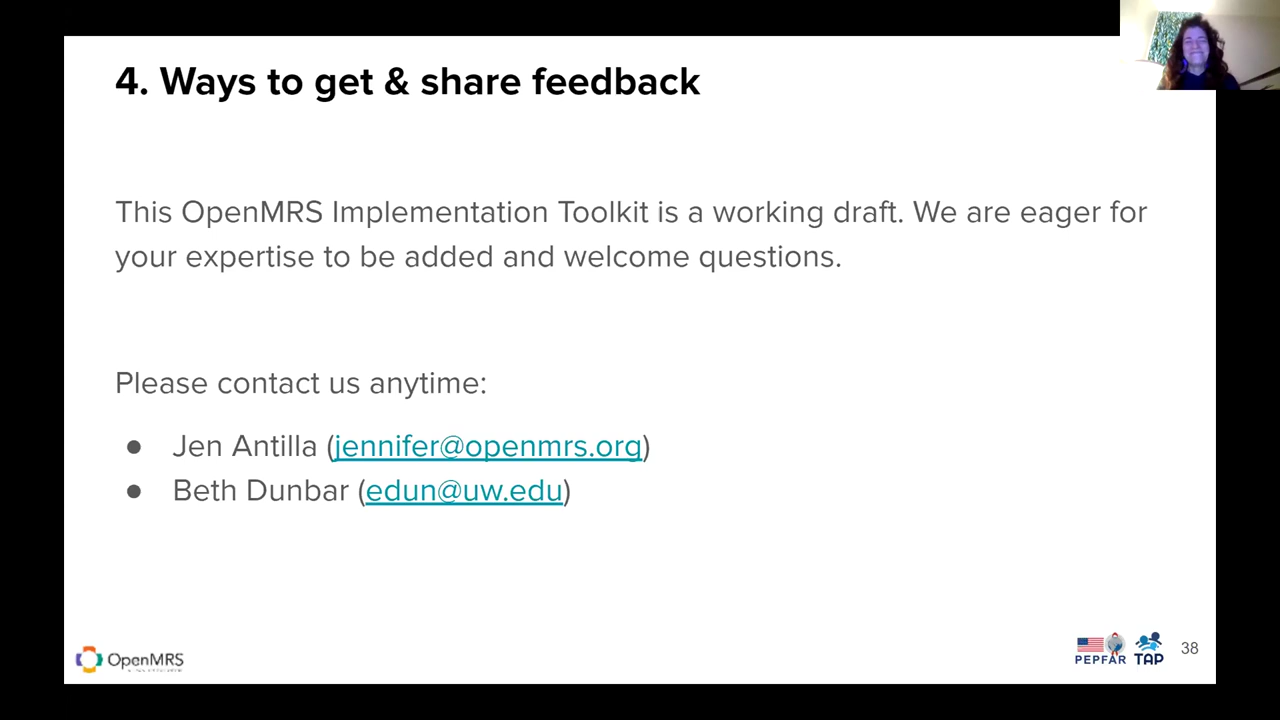 4. Ways to get & share feedback
This OpenMRS Implementation Toolkit is a working draft. We are eager for
your expertise to be added and welcome questions.
Please contact us anytime:
● Jen Antilla (jennifer@openmrs.org)
● Beth Dunbar (edun@uw.edu)
OpenMRS
PEPFAR
TAP
38